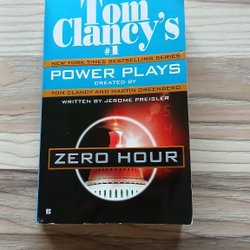 Tom
Clancy's
#1
NEW YORK TIMES BESTSELLING SERIES
POWER PLAYS
CREATED BY
TOM CLANCY AND MARTIN GREENBERG
WRITTEN BY JEROME PREISLER
ZERO HOUR